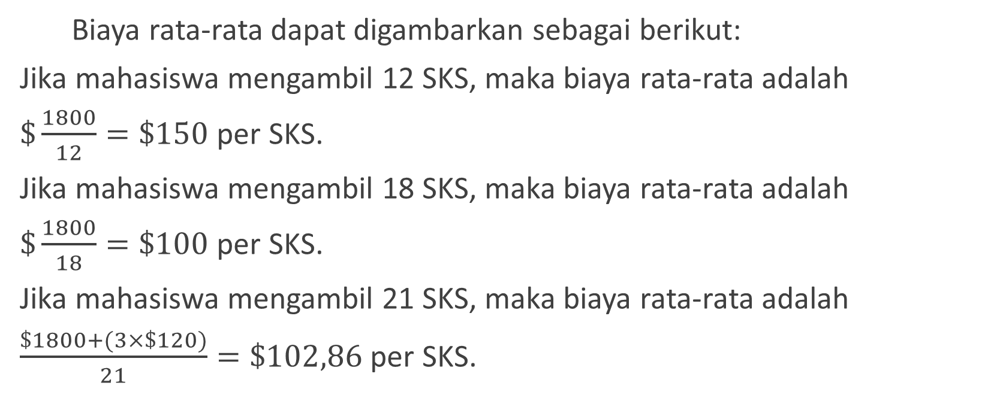 Biaya rata-rata dapat digambarkan sebagai berikut:
Jika mahasiswa mengambil 12 SKS, maka biaya rata-rata adalah
$\frac{1800}{12} = $150 per SKS.
Jika mahasiswa mengambil 18 SKS, maka biaya rata-rata adalah
$\frac{1800}{18} = $100 per SKS.
Jika mahasiswa mengambil 21 SKS, maka biaya rata-rata adalah
\frac{$1800+(3×$120)}{21} = $102,86 per SKS.